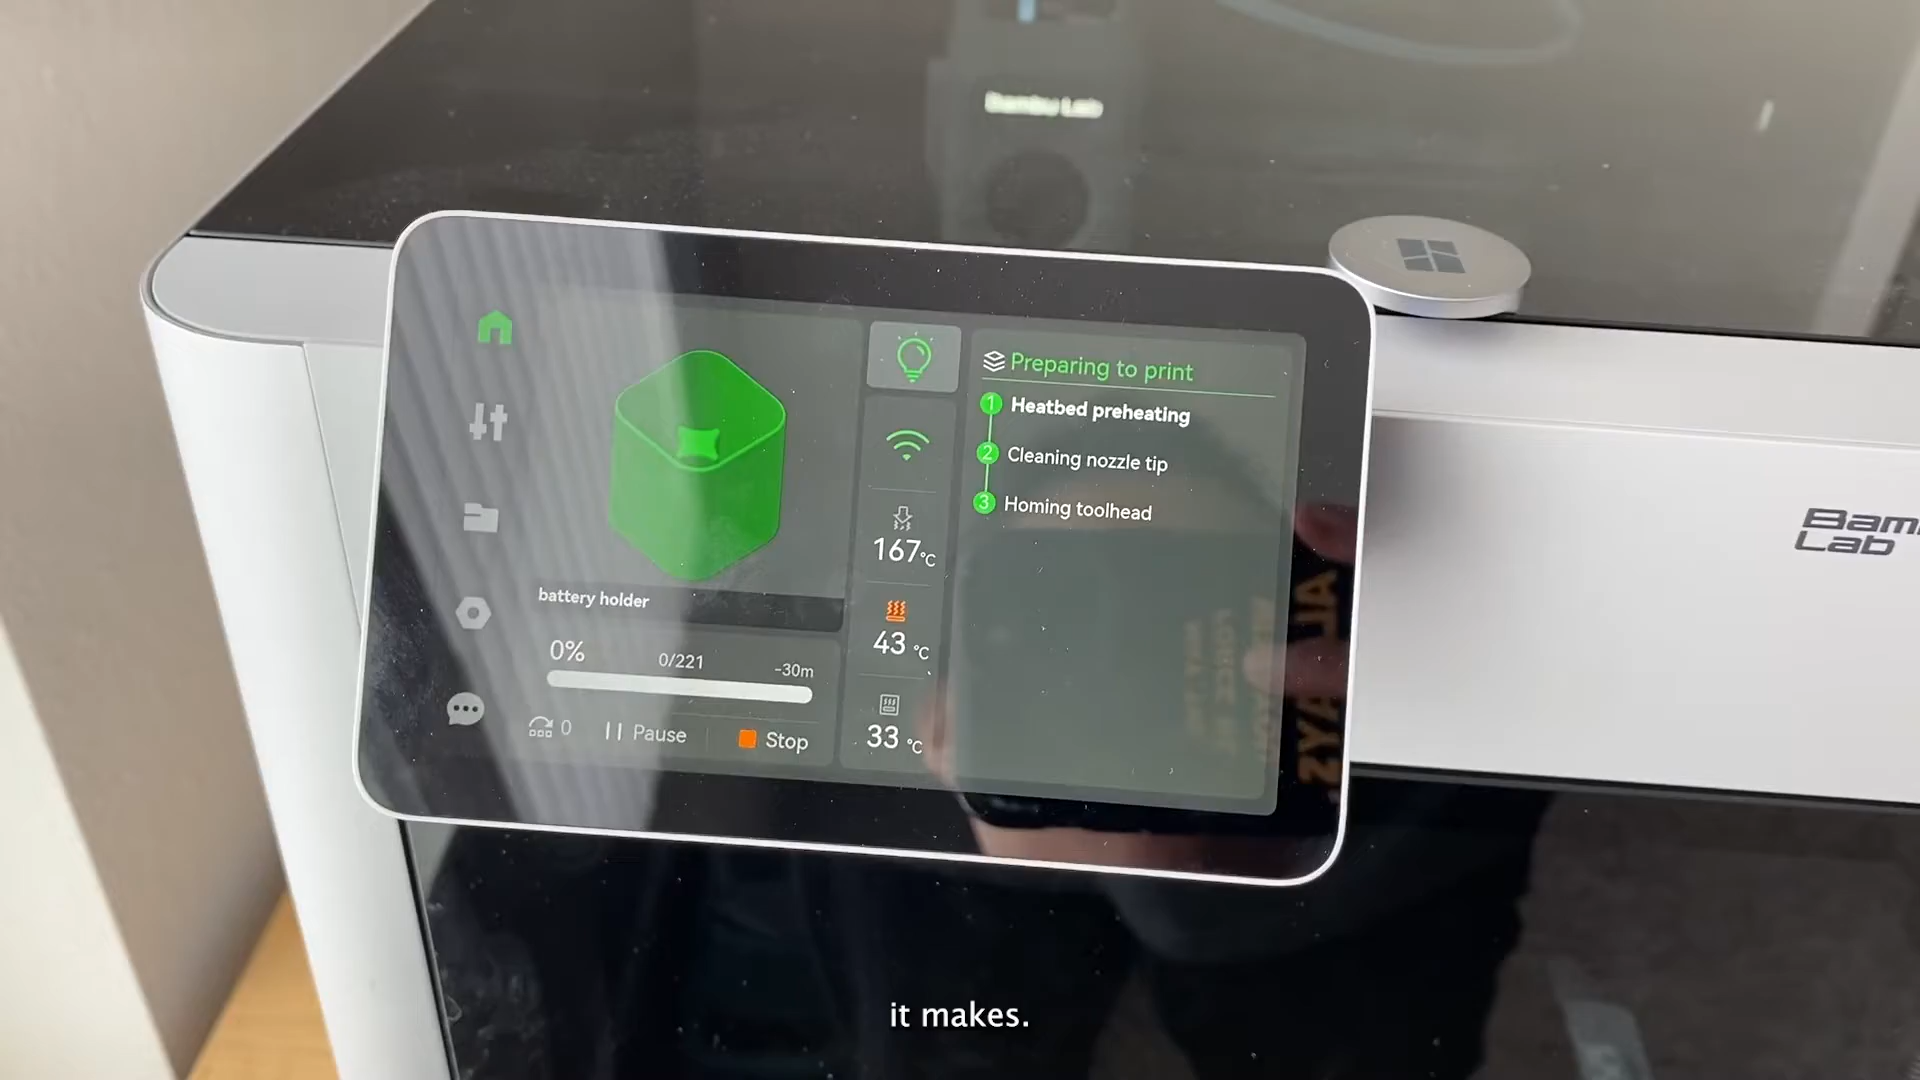 Bambu Lab
Preparing to print
1 Heatbed preheating
2 Cleaning nozzle tip
3 Homing toolhead
167°C
43 °C
33 °C
battery holder
0% 0/221 -30m
0 Pause Stop
Bam
Lab
it makes.